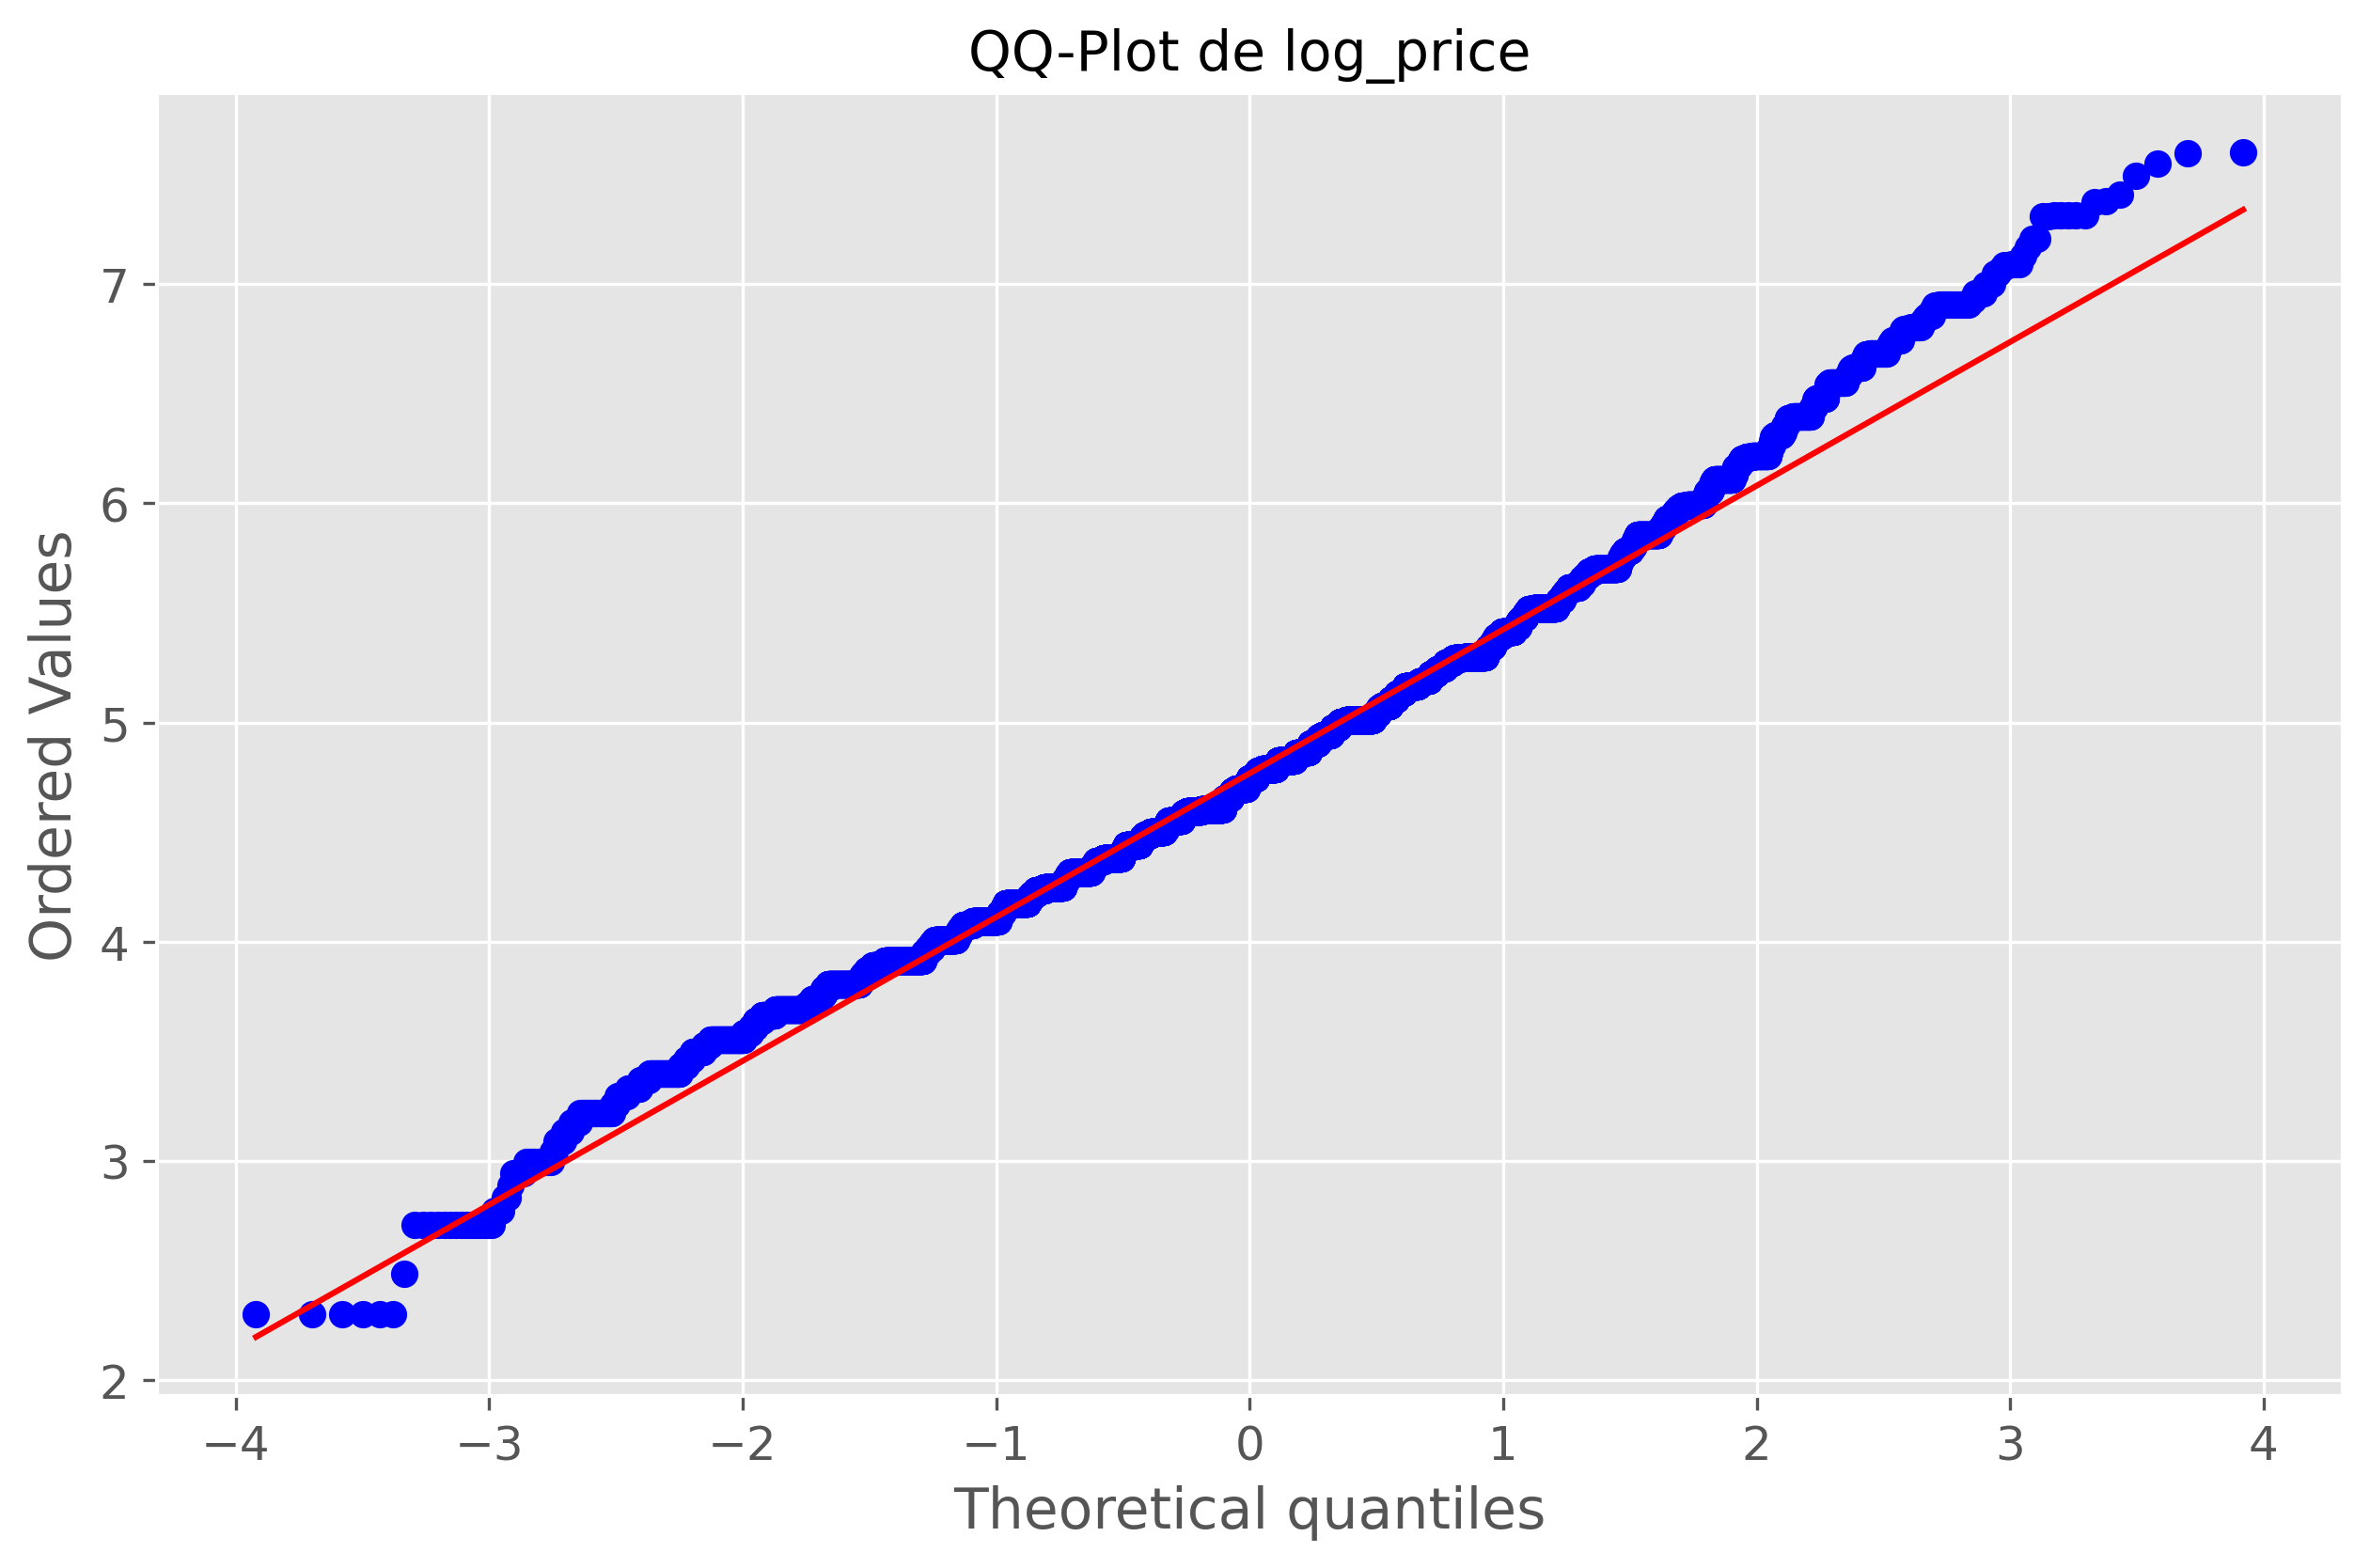 QQ-Plot de log_price
Ordered Values
7
6
5
4
3
2
−4 −3 −2 −1 0 1 2 3 4
Theoretical quantiles